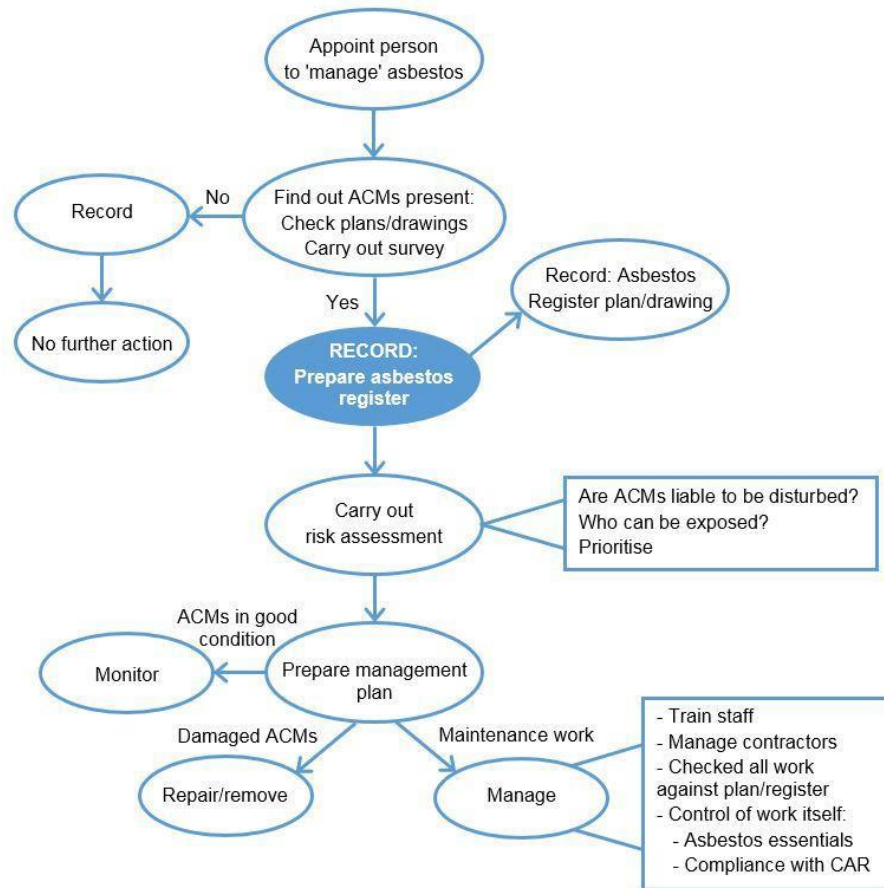 Appoint person
to 'manage' asbestos
No
Record
Find out ACMs present:
Check plans/drawings
Carry out survey
Record: Asbestos
Register plan/drawing
Yes
No further action
RECORD:
Prepare asbestos
register
Carry out
risk assessment
Are ACMs liable to be disturbed?
Who can be exposed?
Prioritise
ACMs in good
condition
Monitor
Prepare management
plan
Damaged ACMs
Maintenance work
Repair/remove
Manage
- Train staff
- Manage contractors
- Checked all work
against plan/register
- Control of work itself:
- Asbestos essentials
- Compliance with CAR